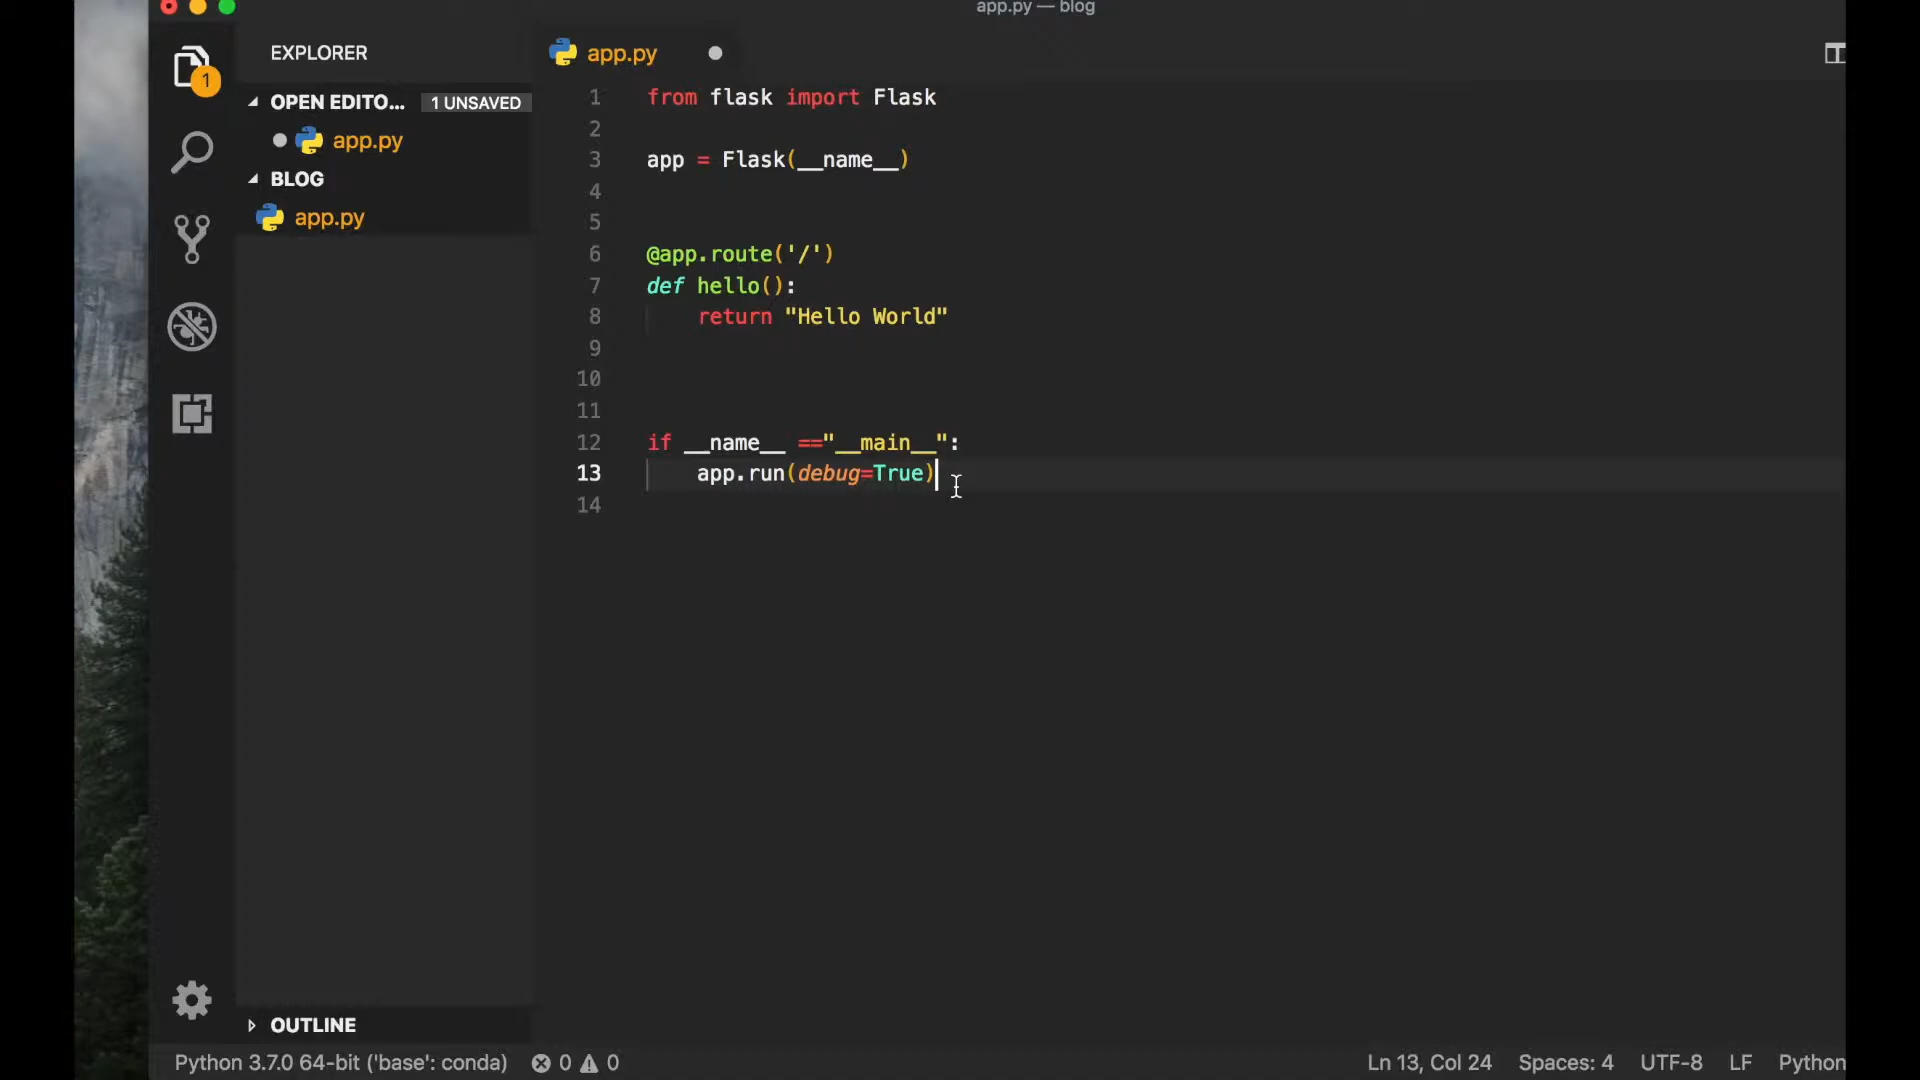 app.py — blog
EXPLORER
1
OPEN EDITO... 1 UNSAVED
app.py
BLOG
app.py
OUTLINE
app.py
1 from flask import Flask
2
3 app = Flask(__name__)
4
5
6 @app.route('/')
7 def hello():
8 return "Hello World"
9
10
11
12 if __name__ =="__main__":
13 app.run(debug=True)
14
Python 3.7.0 64-bit ('base': conda) 0 0 Ln 13, Col 24 Spaces: 4 UTF-8 LF Python